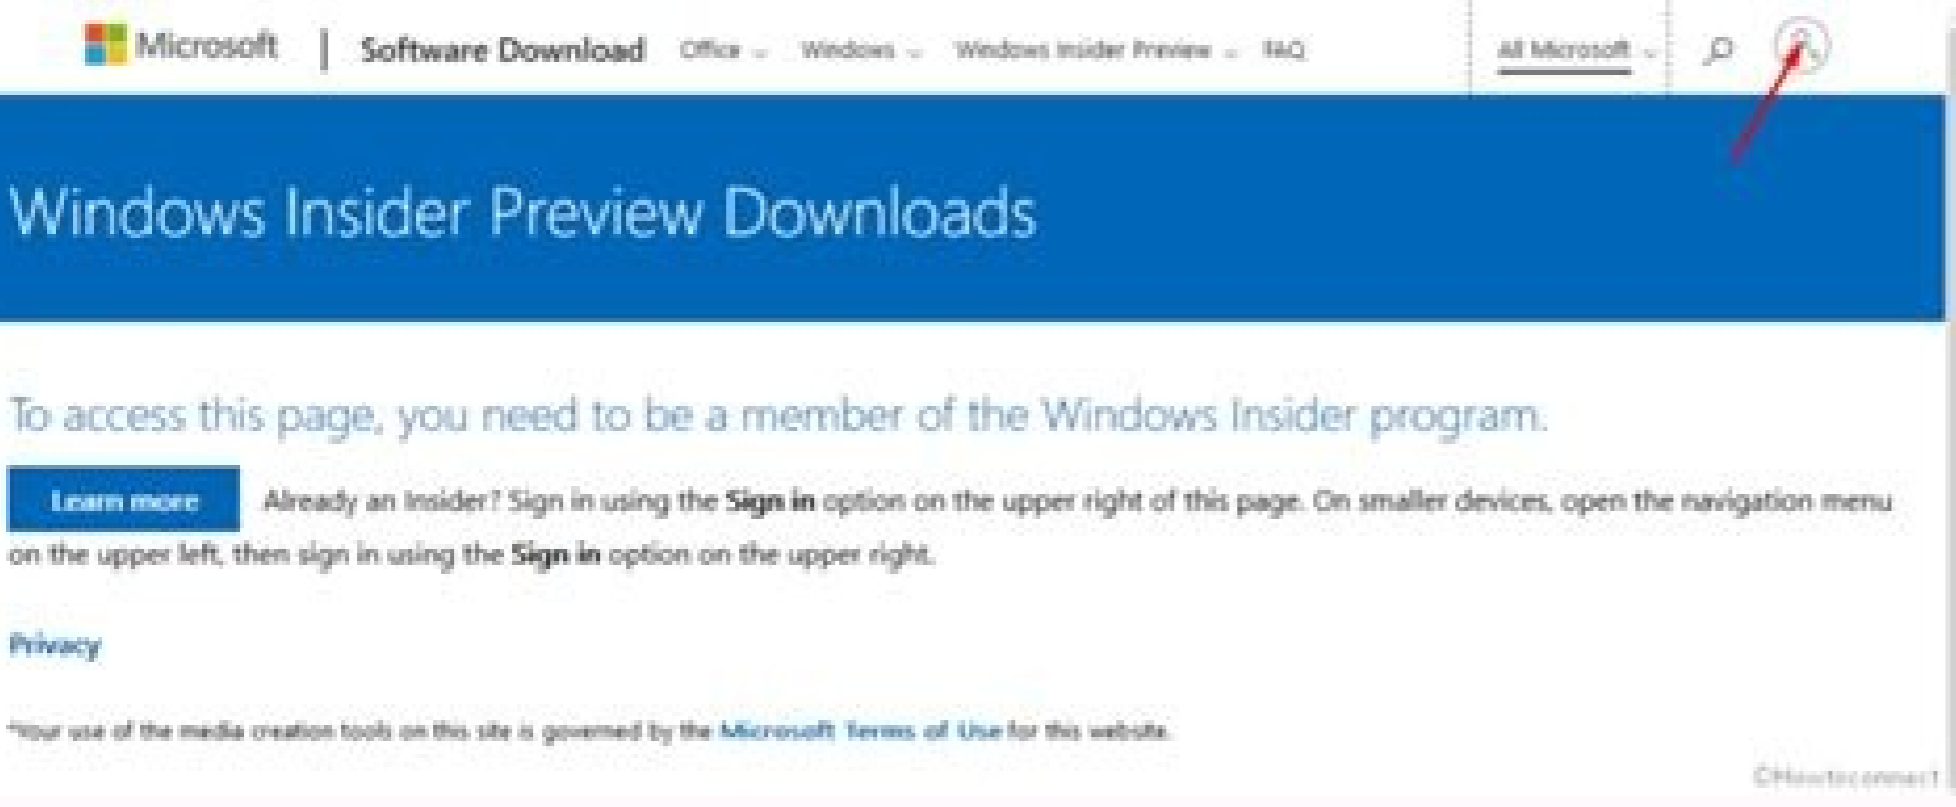 Microsoft | Software Download Office Windows Windows Insider Preview FAQ All Microsoft
Windows Insider Preview Downloads
To access this page, you need to be a member of the Windows Insider program.
Learn more Already an Insider? Sign in using the Sign in option on the upper right of this page. On smaller devices, open the navigation menu
on the upper left, then sign in using the Sign in option on the upper right.
Privacy
*Your use of the media creation tools on this site is governed by the Microsoft Terms of Use for this website.
©Howtoconnect